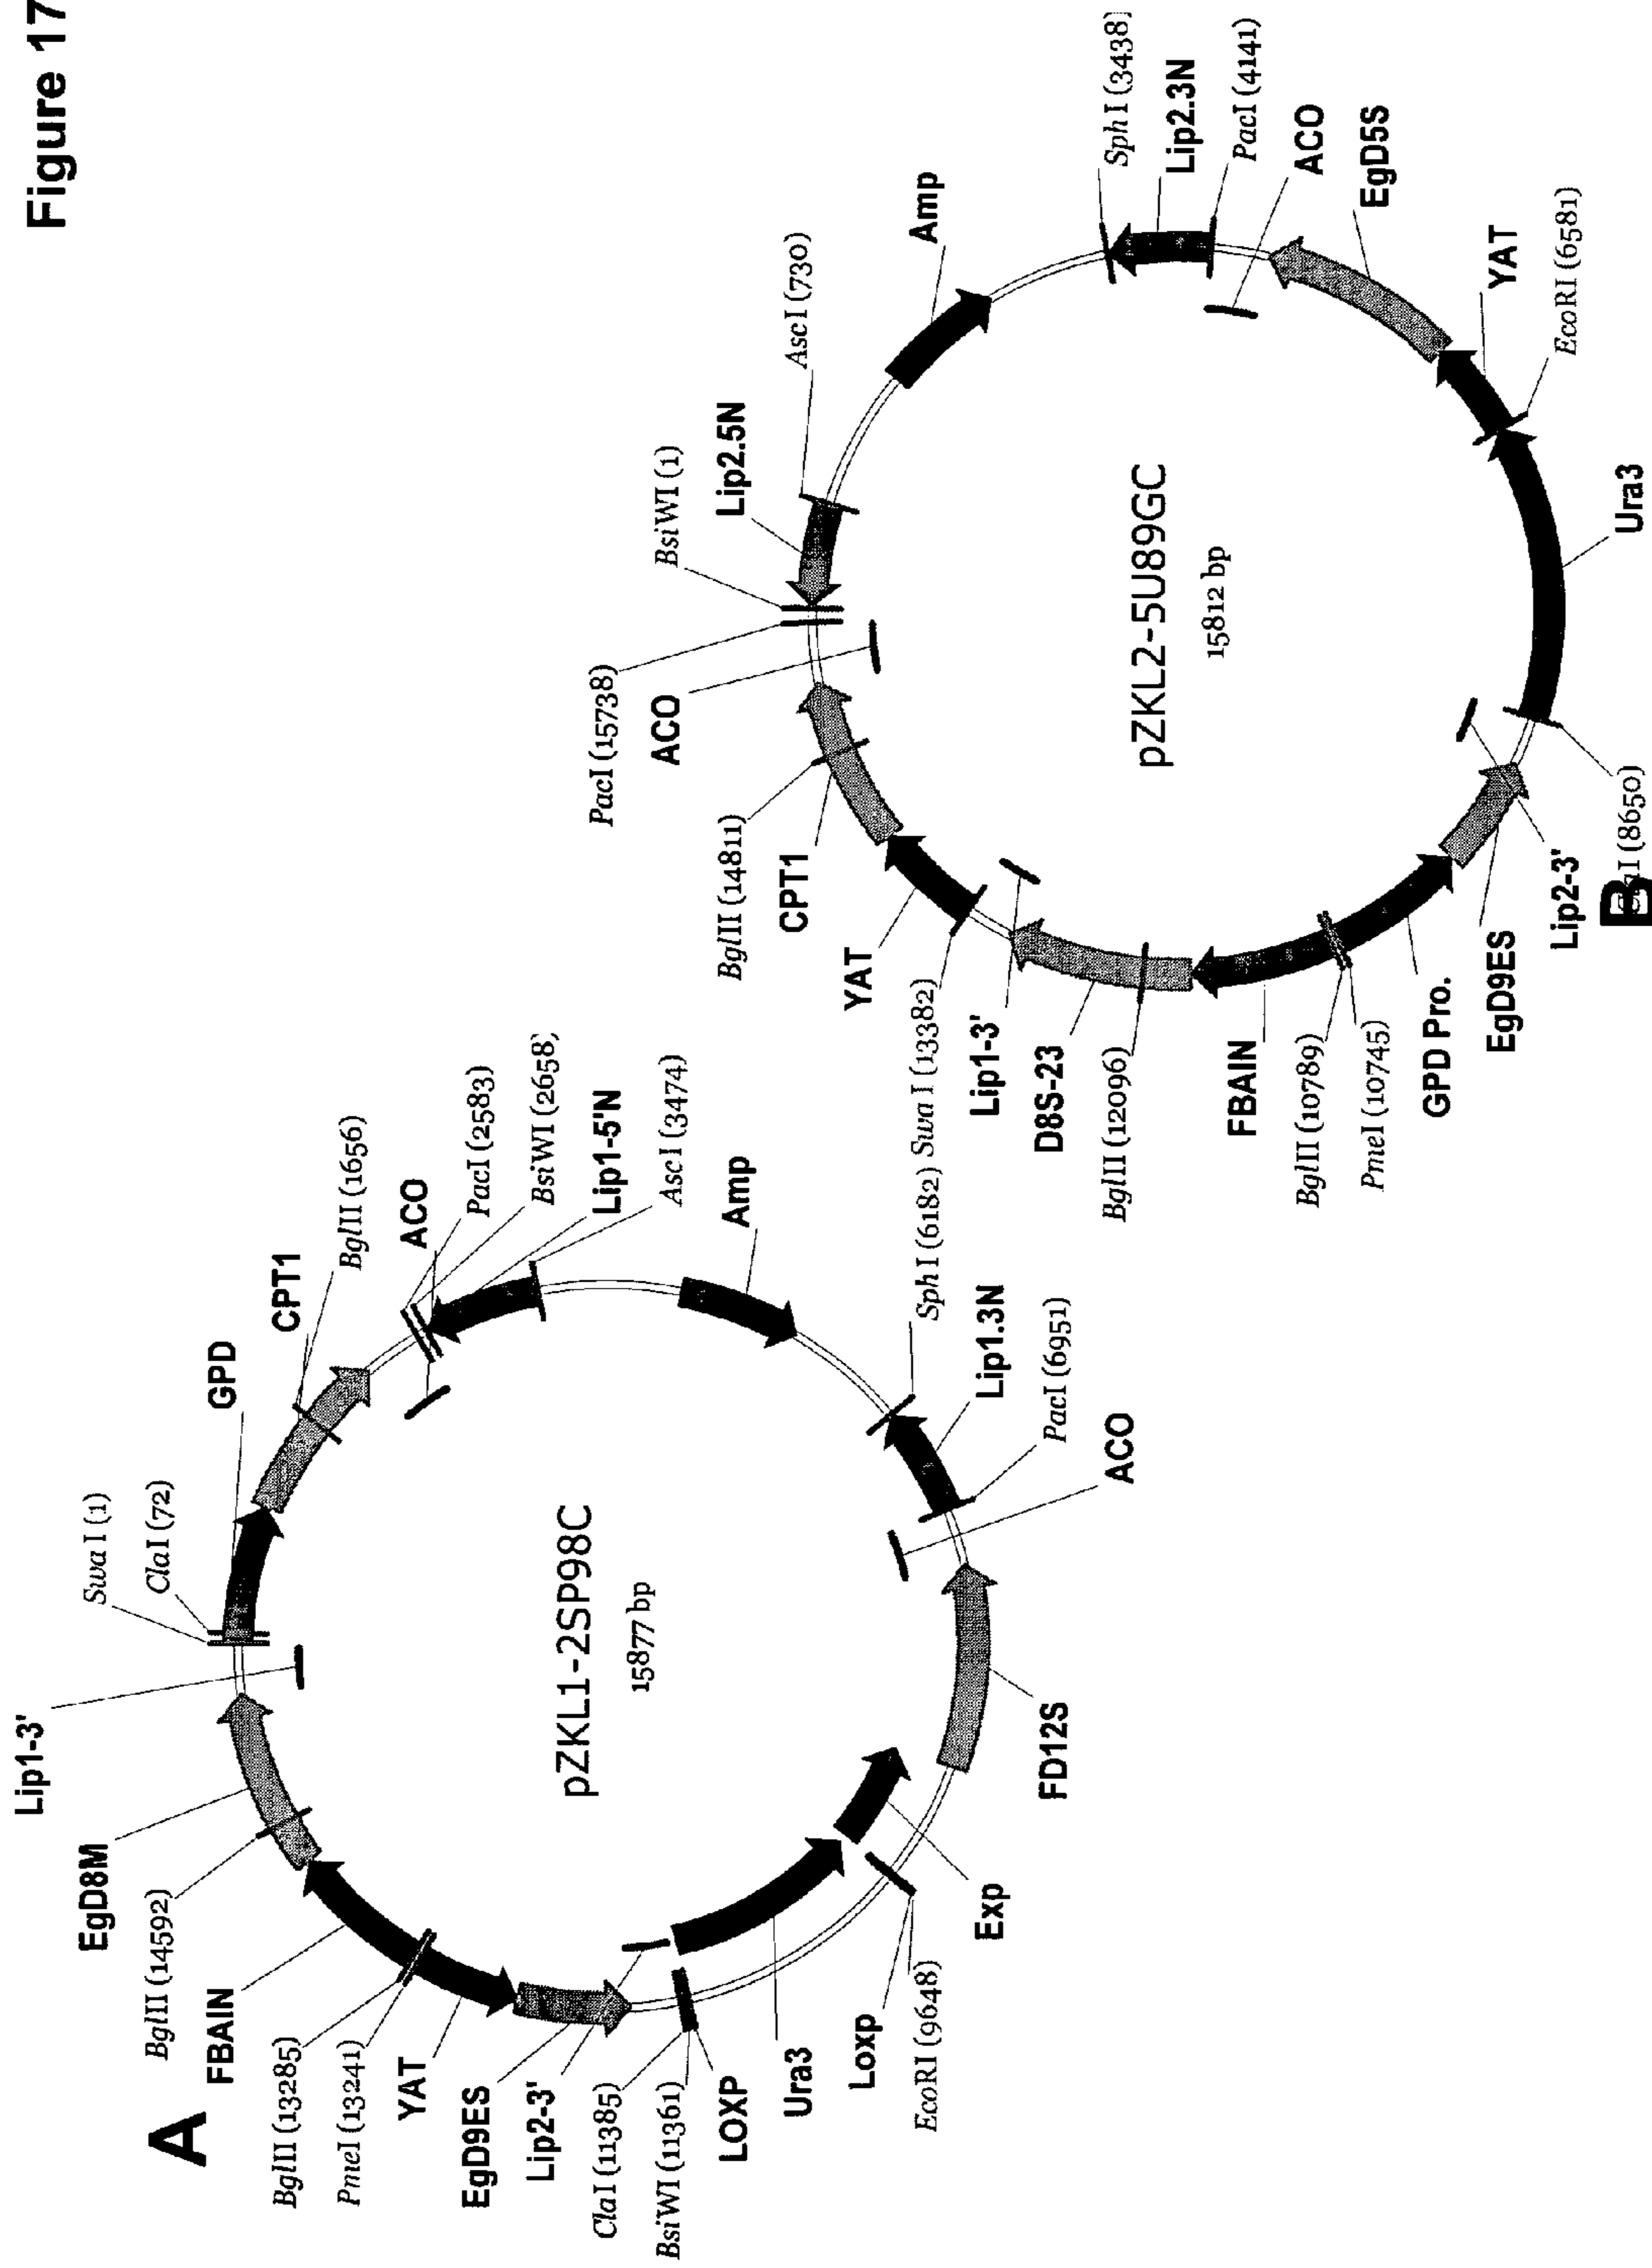 Figure 17
A
Swa I (1)
ClaI (72)
GPD
CPT1
BglII (1656)
ACO
PacI (2583)
BsiWI (2658)
Lip1-5'N
AscI (3474)
Amp
SphI (6182)
Lip1.3N
PacI (6951)
ACO
FD12S
Exp
EcoRI (9648)
Loxp
Ura3
LOXP
BsiWI (11361)
ClaI (11385)
Lip2-3'
EgD9ES
YAT
PmeI (13241)
BglII (13285)
FBAIN
BglII (14592)
EgD8M
Lip1-3'
pZKL1-2SP98C
15877 bp
B
BsiWI (1)
Lip2.5N
AscI (730)
Amp
Sph I (3438)
Lip2.3N
PacI (4141)
ACO
EgD5S
YAT
EcoRI (6581)
Ura3
I (8650)
Lip2-3'
EgD9ES
GPD Pro.
PmeI (10745)
BglII (10789)
FBAIN
BglII (12096)
D8S-23
Lip1-3'
Swa I (13382)
YAT
CPT1
BglII (14811)
ACO
PacI (15738)
pZKL2-5U89GC
15812 bp